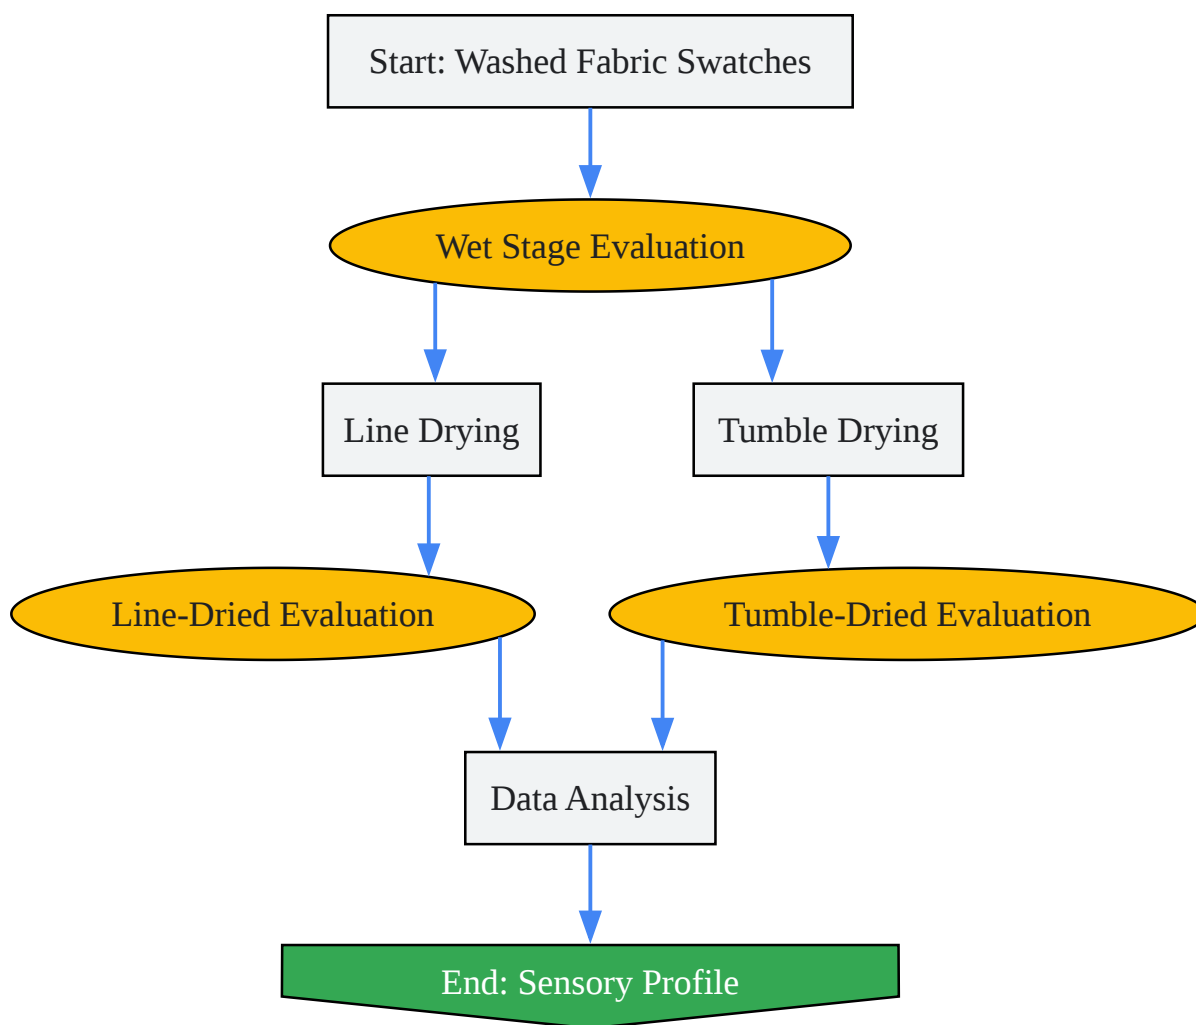 Start: Washed Fabric Swatches
Wet Stage Evaluation
Line Drying
Tumble Drying
Line-Dried Evaluation
Tumble-Dried Evaluation
Data Analysis
End: Sensory Profile